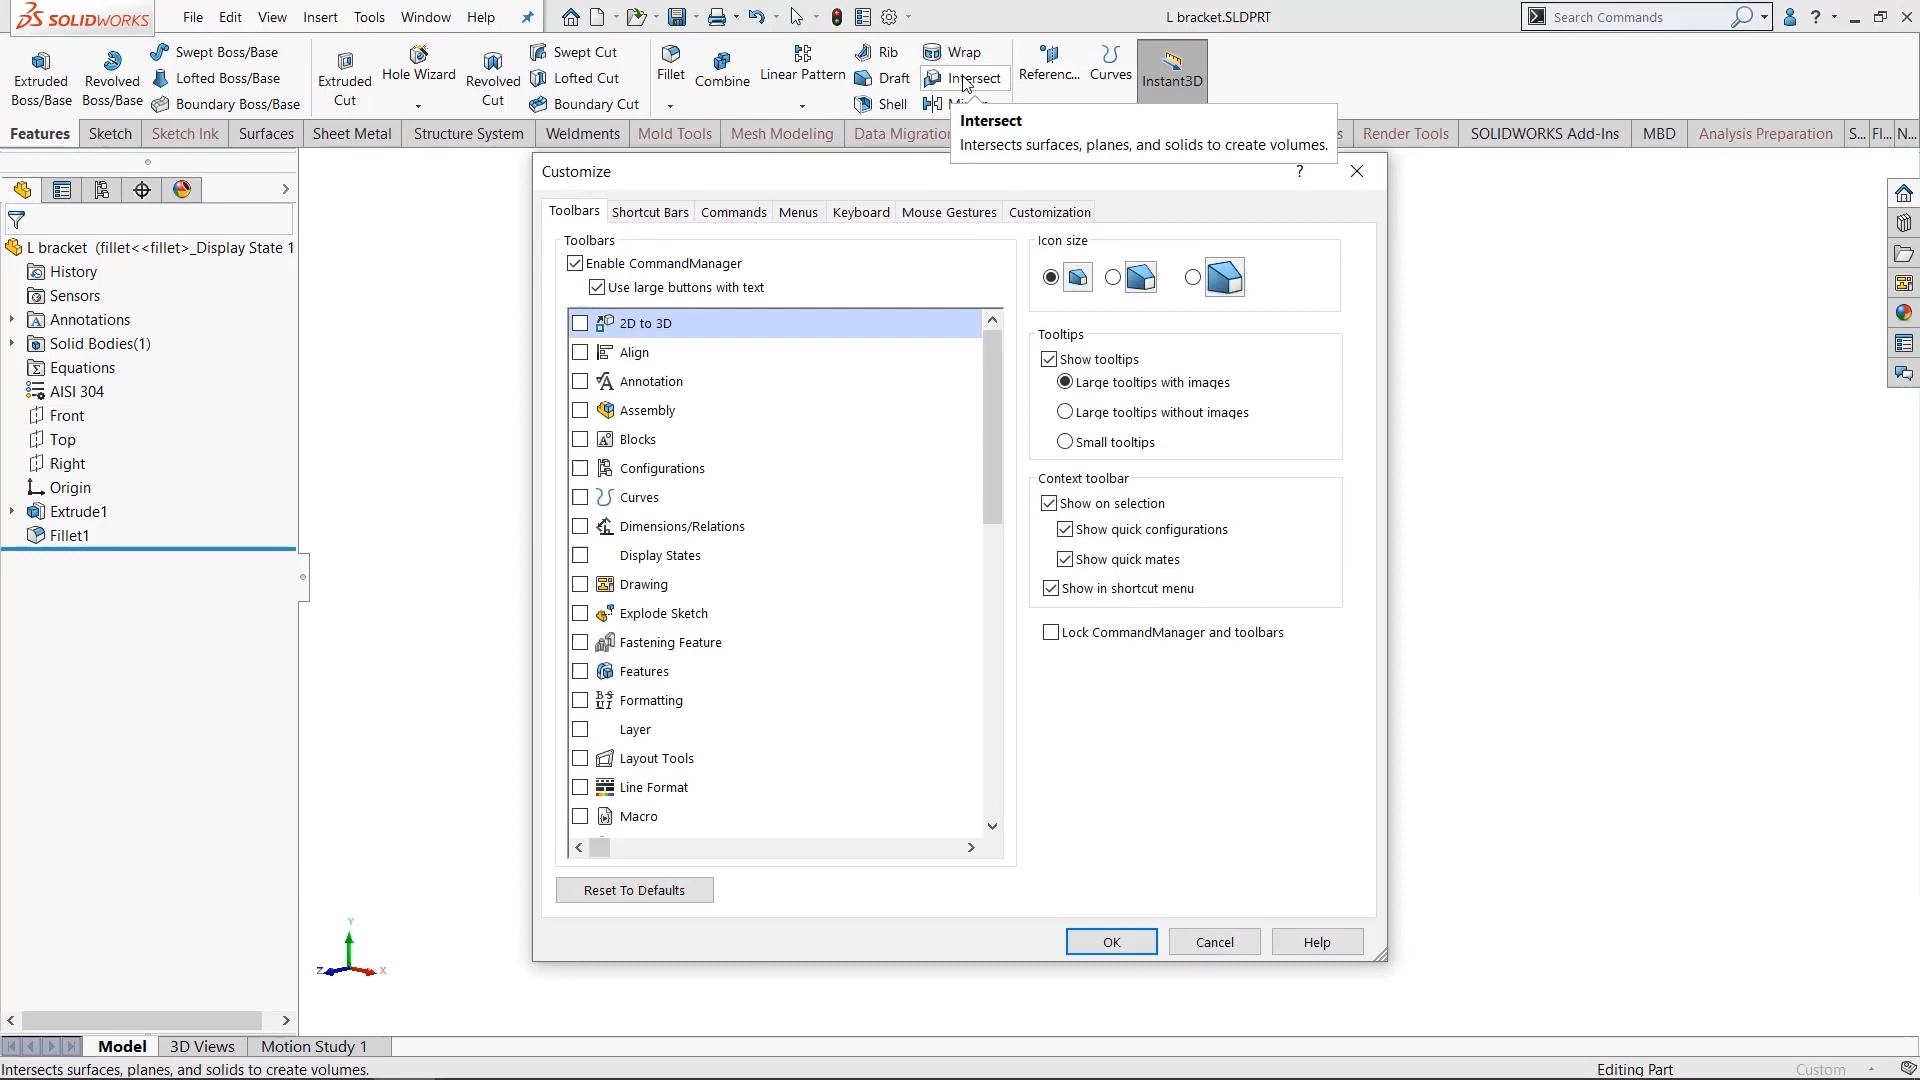 SOLIDWORKS File Edit View Insert Tools Window Help L bracket.SLDPRT Search Commands ?
Extruded Boss/Base
Revolved Boss/Base
Swept Boss/Base
Lofted Boss/Base
Boundary Boss/Base
Extruded Cut
Hole Wizard
Revolved Cut
Swept Cut
Lofted Cut
Boundary Cut
Fillet
Combine
Linear Pattern
Rib
Draft
Shell
Wrap
Intersect
Referenc...
Curves
Instant3D
Features Sketch Sketch Ink Surfaces Sheet Metal Structure System Weldments Mold Tools Mesh Modeling Data Migration Render Tools SOLIDWORKS Add-Ins MBD Analysis Preparation S... Fl... N...
Intersect
Intersects surfaces, planes, and solids to create volumes.
L bracket (fillet<<fillet>_Display State 1
History
Sensors
Annotations
Solid Bodies(1)
Equations
AISI 304
Front
Top
Right
Origin
Extrude1
Fillet1
Customize ?
Toolbars Shortcut Bars Commands Menus Keyboard Mouse Gestures Customization
Toolbars
Enable CommandManager
Use large buttons with text
2D to 3D
Align
Annotation
Assembly
Blocks
Configurations
Curves
Dimensions/Relations
Display States
Drawing
Explode Sketch
Fastening Feature
Features
Formatting
Layer
Layout Tools
Line Format
Macro
Reset To Defaults
Icon size
Tooltips
Show tooltips
Large tooltips with images
Large tooltips without images
Small tooltips
Context toolbar
Show on selection
Show quick configurations
Show quick mates
Show in shortcut menu
Lock CommandManager and toolbars
OK Cancel Help
Y
Z X
Model 3D Views Motion Study 1
Intersects surfaces, planes, and solids to create volumes. Editing Part Custom